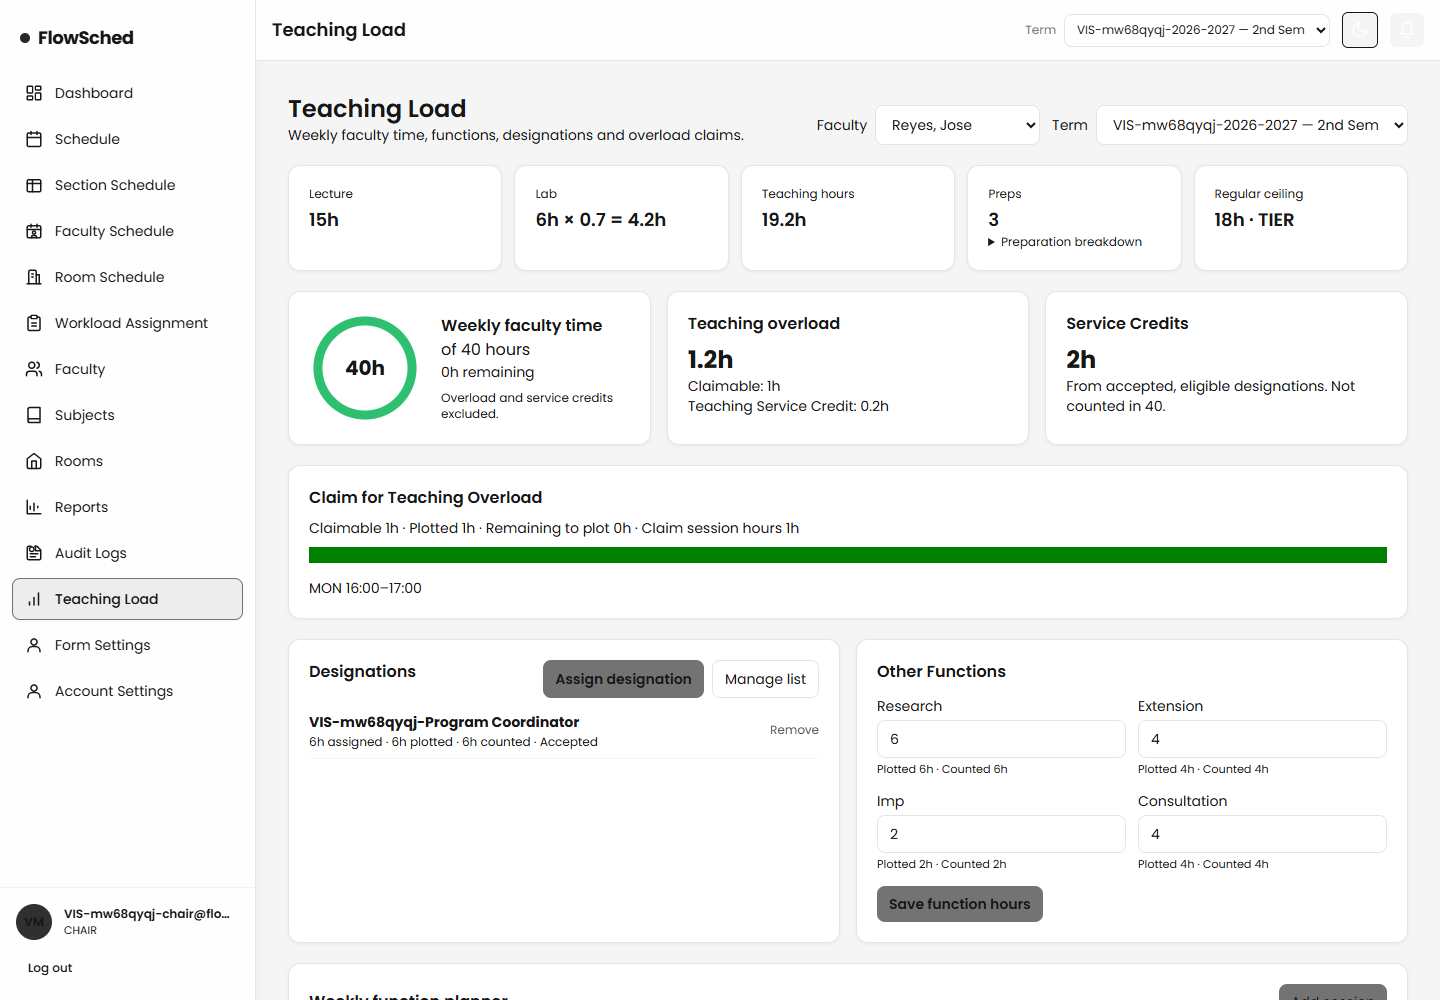 FlowSched
Dashboard
Schedule
Section Schedule
Faculty Schedule
Room Schedule
Workload Assignment
Faculty
Subjects
Rooms
Reports
Audit Logs
Teaching Load
Form Settings
Account Settings
VM
VIS-mw68qyqj-chair@flo...
CHAIR
Log out
Teaching Load
Term
VIS-mw68qyqj-2026-2027 — 2nd Sem
Teaching Load
Weekly faculty time, functions, designations and overload claims.
Faculty
Reyes, Jose
Term
VIS-mw68qyqj-2026-2027 — 2nd Sem
Lecture
15h
Lab
6h × 0.7 = 4.2h
Teaching hours
19.2h
Preps
3
Preparation breakdown
Regular ceiling
18h · TIER
40h
Weekly faculty time
of 40 hours
0h remaining
Overload and service credits
excluded.
Teaching overload
1.2h
Claimable: 1h
Teaching Service Credit: 0.2h
Service Credits
2h
From accepted, eligible designations. Not
counted in 40.
Claim for Teaching Overload
Claimable 1h · Plotted 1h · Remaining to plot 0h · Claim session hours 1h
MON 16:00–17:00
Designations
Assign designation
Manage list
VIS-mw68qyqj-Program Coordinator
6h assigned · 6h plotted · 6h counted · Accepted
Remove
Other Functions
Research
6
Plotted 6h · Counted 6h
Extension
4
Plotted 4h · Counted 4h
Imp
2
Plotted 2h · Counted 2h
Consultation
4
Plotted 4h · Counted 4h
Save function hours
Weekly function planner
Add session